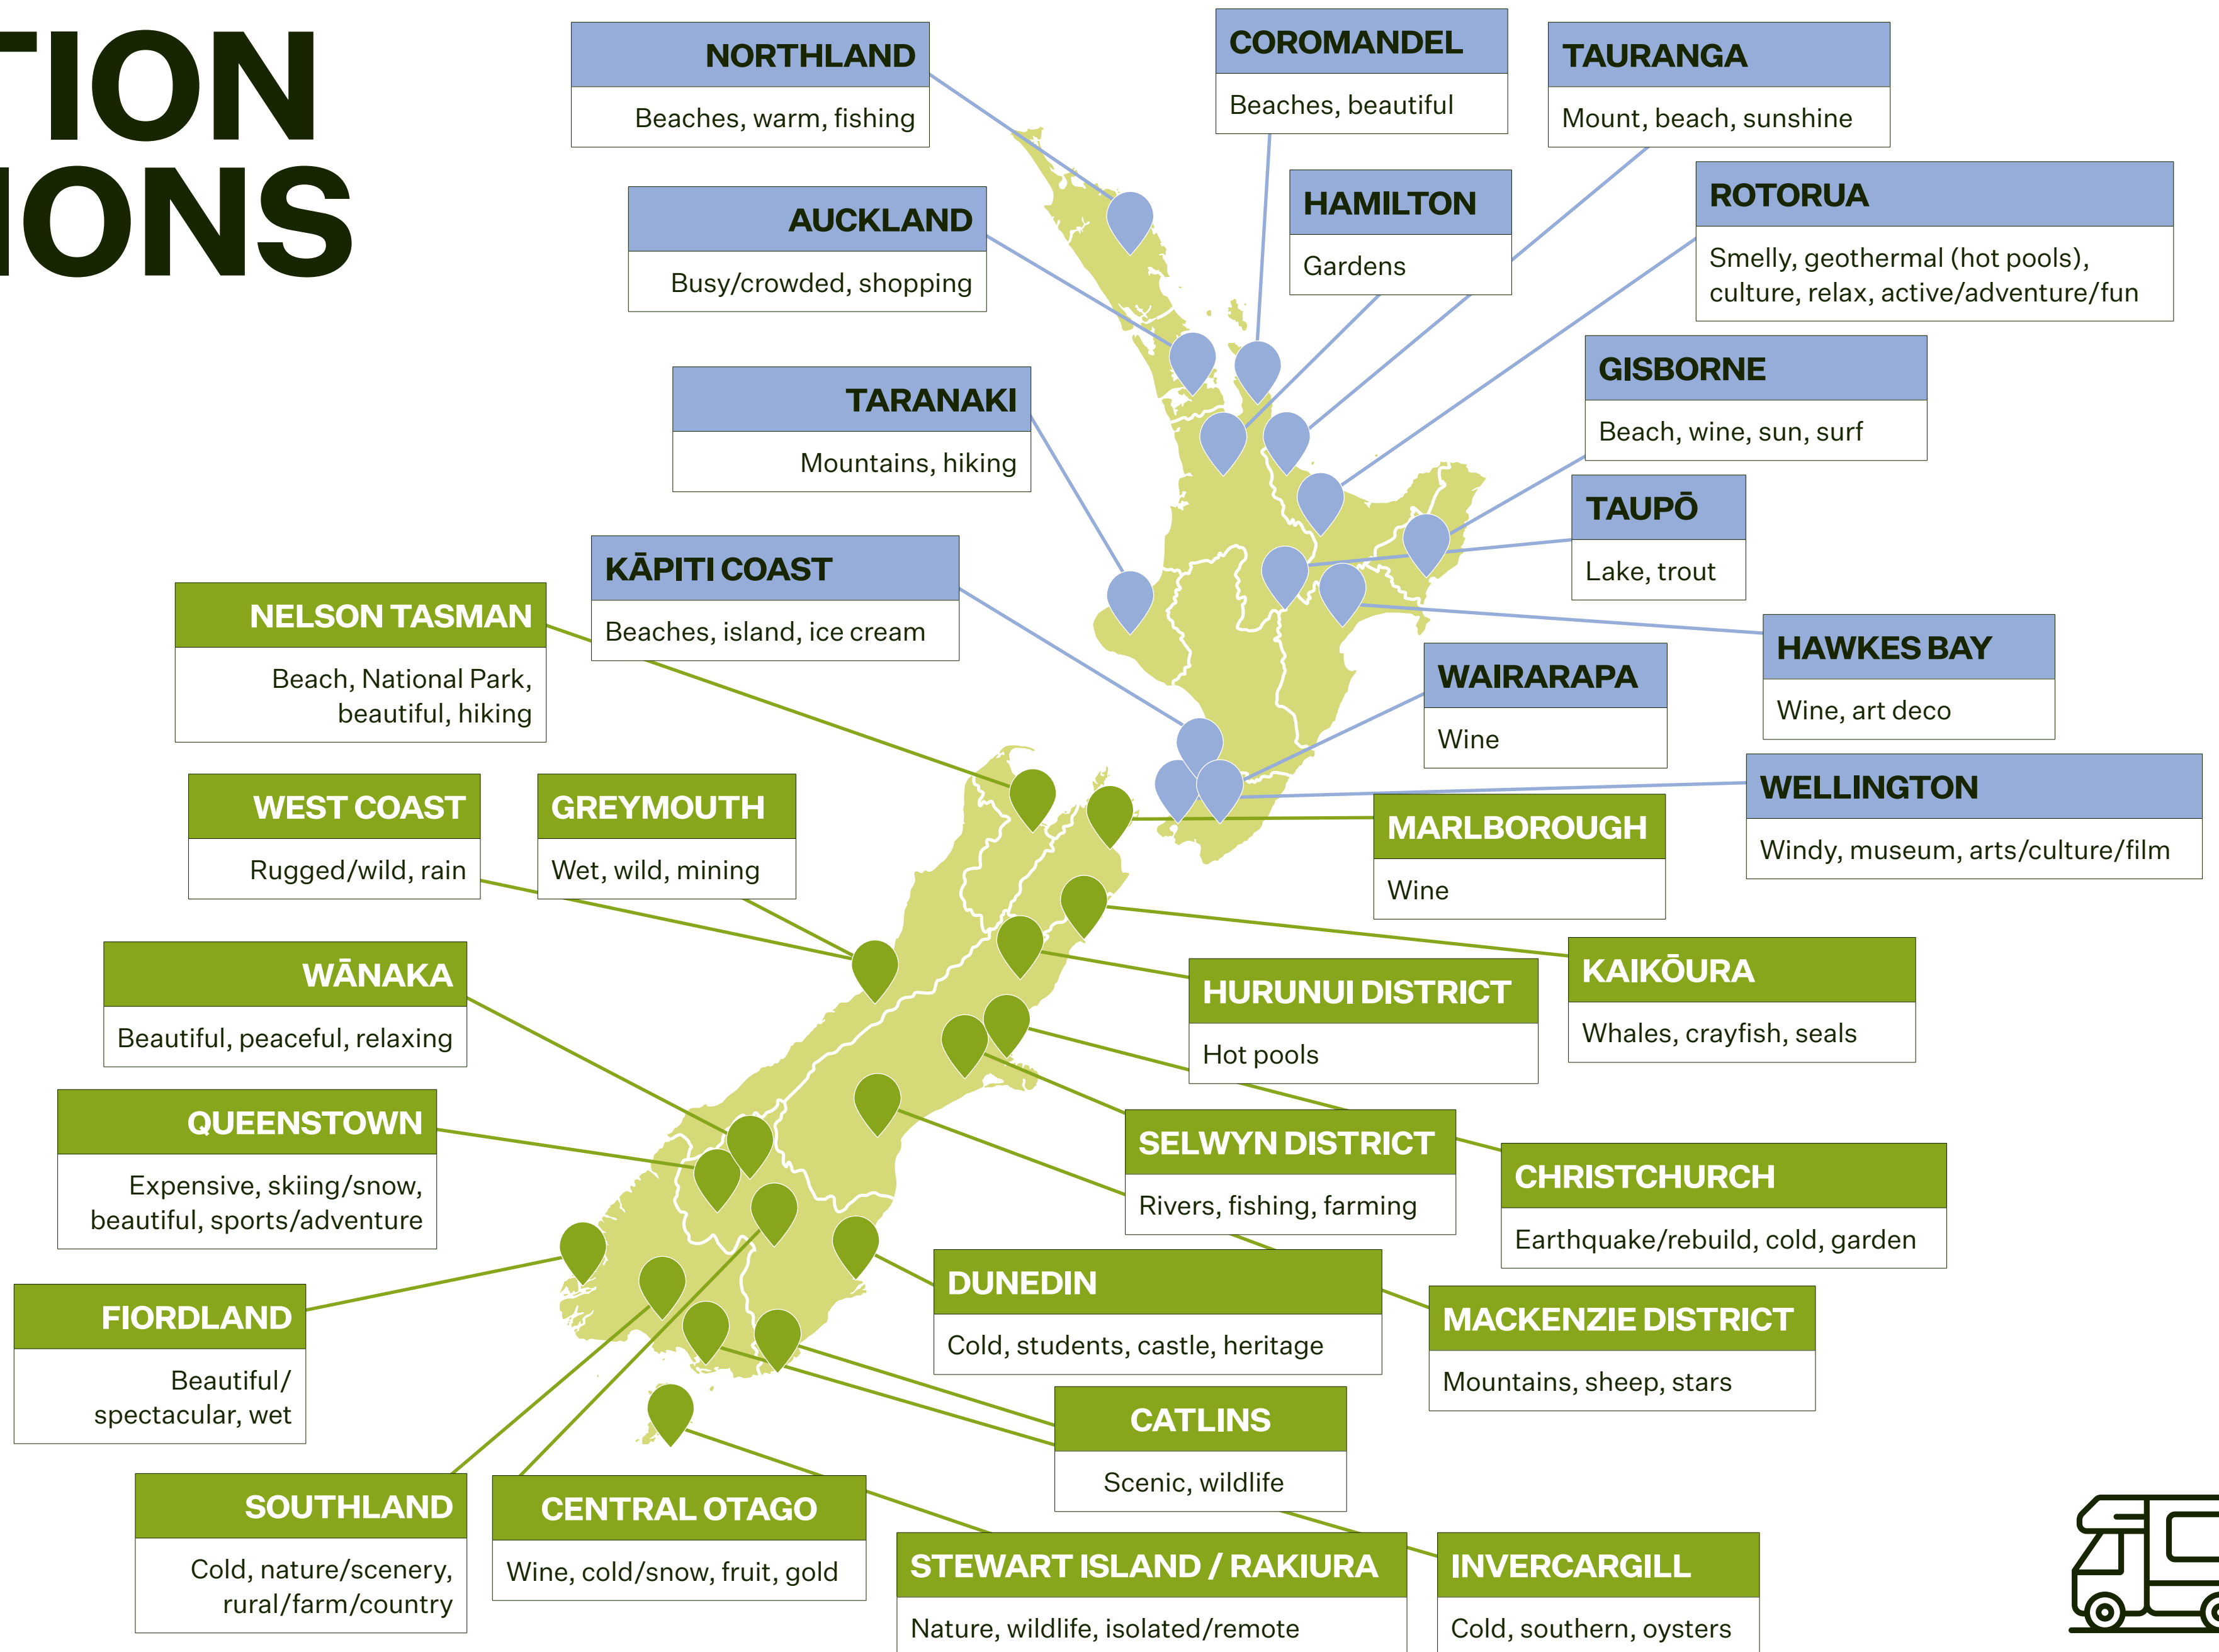 TION
IONS
NORTHLAND
Beaches, warm, fishing
COROMANDEL
Beaches, beautiful
TAURANGA
Mount, beach, sunshine
AUCKLAND
Busy/crowded, shopping
HAMILTON
Gardens
ROTORUA
Smelly, geothermal (hot pools),
culture, relax, active/adventure/fun
TARANAKI
Mountains, hiking
GISBORNE
Beach, wine, sun, surf
TAUPŌ
Lake, trout
KĀPITI COAST
Beaches, island, ice cream
NELSON TASMAN
Beach, National Park,
beautiful, hiking
HAWKES BAY
Wine, art deco
WAIRARAPA
Wine
WELLINGTON
Windy, museum, arts/culture/film
WEST COAST
Rugged/wild, rain
GREYMOUTH
Wet, wild, mining
MARLBOROUGH
Wine
WĀNAKA
Beautiful, peaceful, relaxing
HURUNUI DISTRICT
Hot pools
KAIKŌURA
Whales, crayfish, seals
QUEENSTOWN
Expensive, skiing/snow,
beautiful, sports/adventure
SELWYN DISTRICT
Rivers, fishing, farming
CHRISTCHURCH
Earthquake/rebuild, cold, garden
FIORDLAND
Beautiful/
spectacular, wet
DUNEDIN
Cold, students, castle, heritage
MACKENZIE DISTRICT
Mountains, sheep, stars
CATLINS
Scenic, wildlife
SOUTHLAND
Cold, nature/scenery,
rural/farm/country
CENTRAL OTAGO
Wine, cold/snow, fruit, gold
STEWART ISLAND / RAKIURA
Nature, wildlife, isolated/remote
INVERCARGILL
Cold, southern, oysters